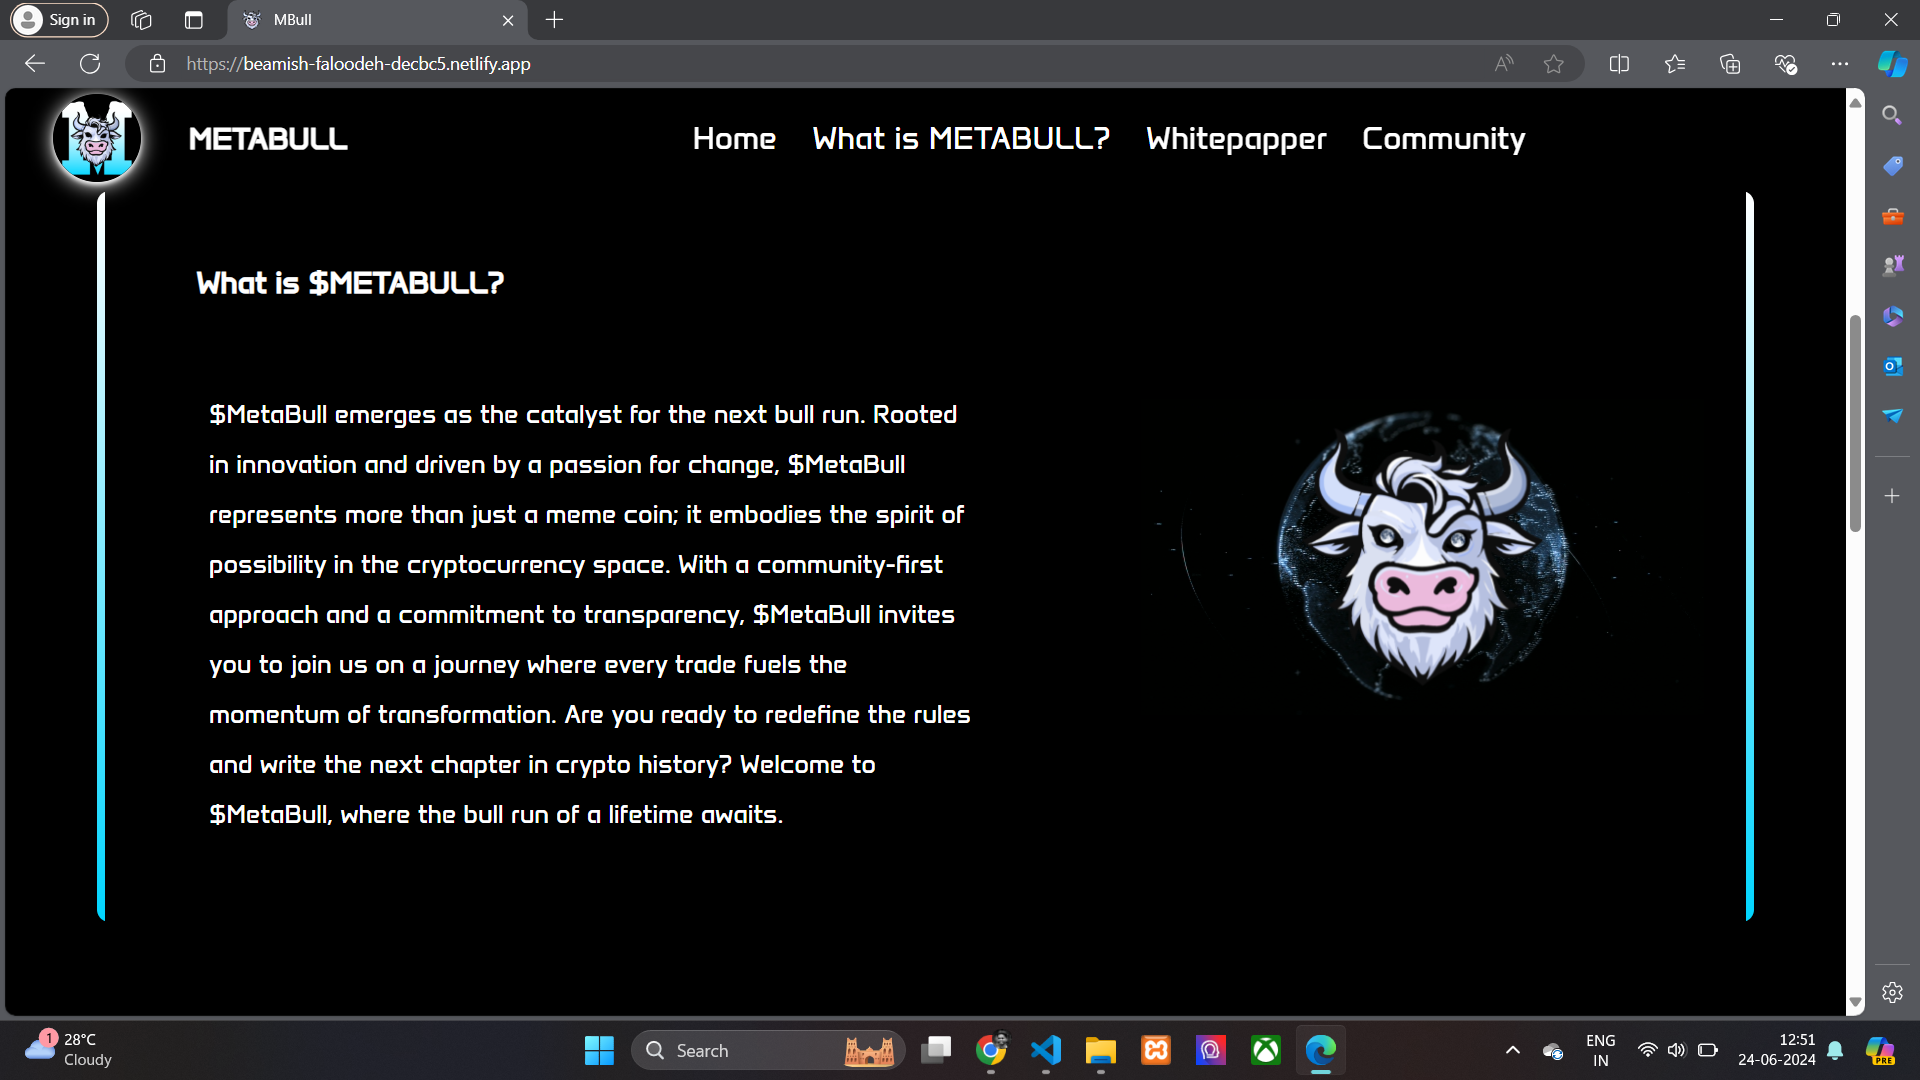 Sign in
MBull
https://beamish-faloodeh-decbc5.netlify.app
METABULL
Home
What is METABULL?
Whitepapper
Community
What is $METABULL?
$MetaBull emerges as the catalyst for the next bull run. Rooted
in innovation and driven by a passion for change, $MetaBull
represents more than just a meme coin; it embodies the spirit of
possibility in the cryptocurrency space. With a community-first
approach and a commitment to transparency, $MetaBull invites
you to join us on a journey where every trade fuels the
momentum of transformation. Are you ready to redefine the rules
and write the next chapter in crypto history? Welcome to
$MetaBull, where the bull run of a lifetime awaits.
1
28°C
Cloudy
Search
ENG
IN
12:51
24-06-2024
PRE